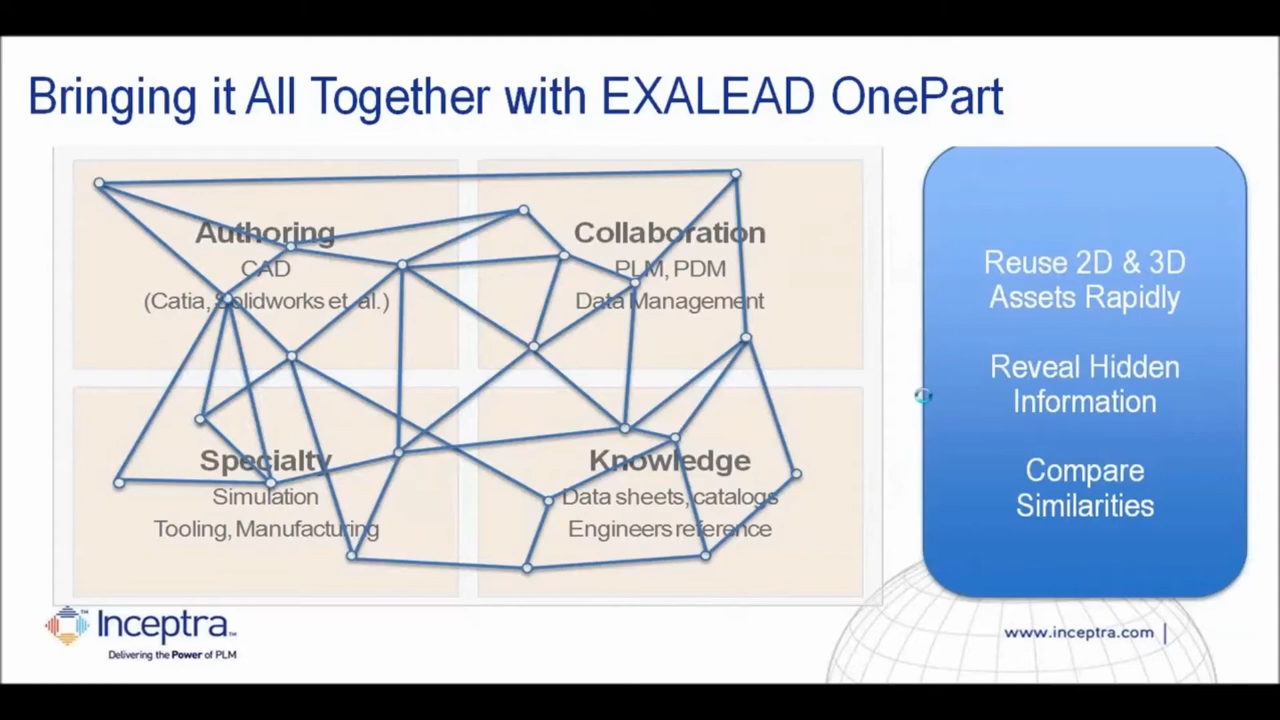 Bringing it All Together with EXALEAD OnePart
Authoring
CAD
(Catia, Solidworks et. al.)
Collaboration
PLM, PDM
Data Management
Specialty
Simulation
Tooling, Manufacturing
Knowledge
Data sheets, catalogs
Engineers reference
Reuse 2D & 3D
Assets Rapidly
Reveal Hidden
Information
Compare
Similarities
Inceptra™
Delivering the Power of PLM
www.inceptra.com |